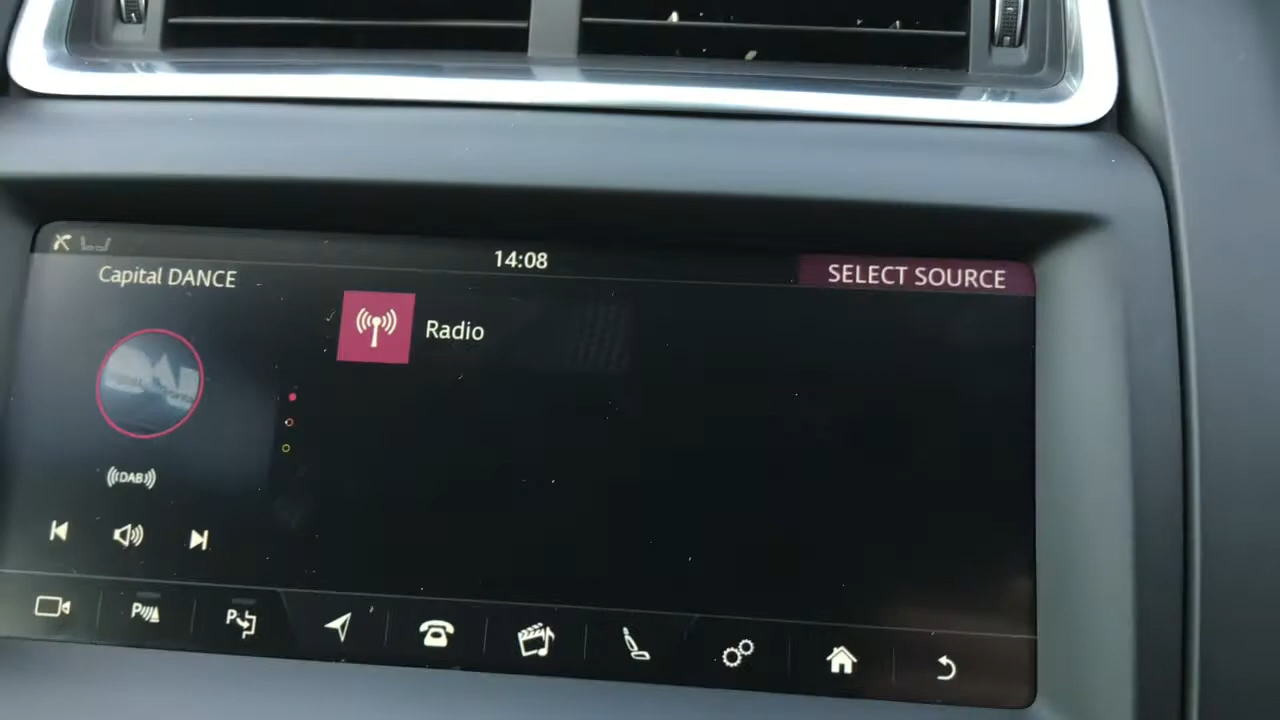 14:08
Capital DANCE
SELECT SOURCE
Radio
DAB
P
P